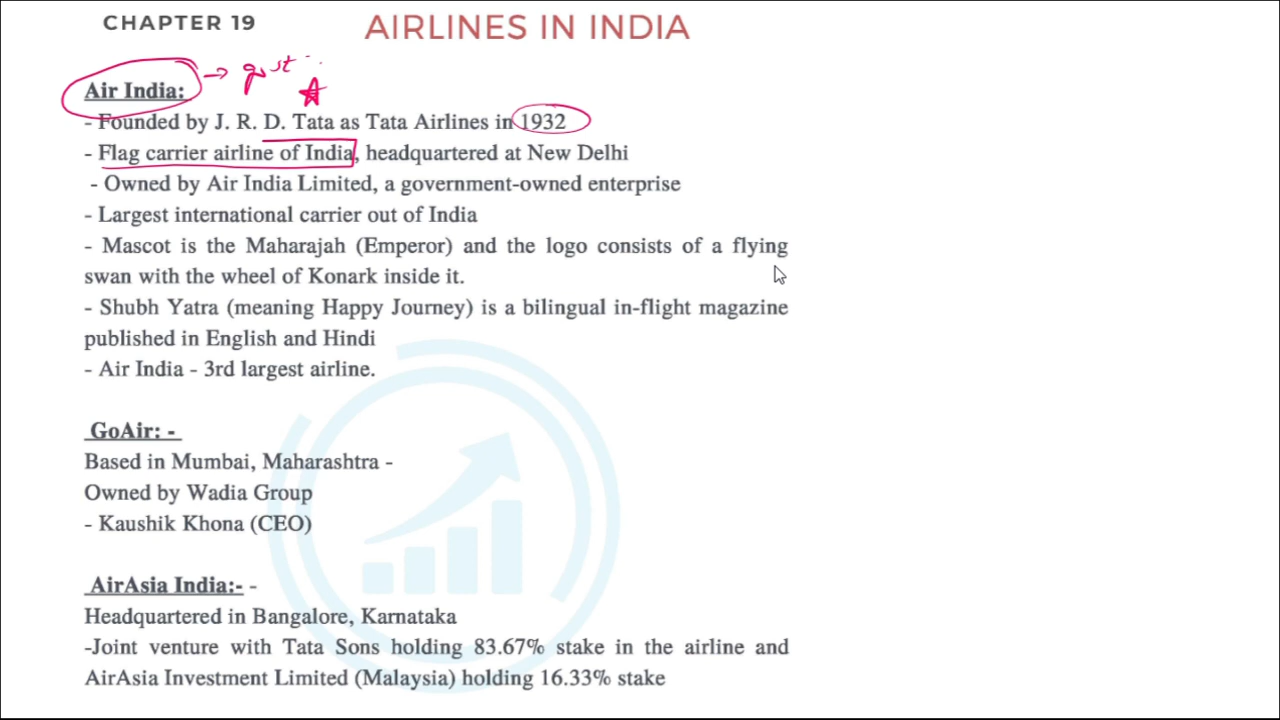 CHAPTER 19 AIRLINES IN INDIA
Air India:
- Founded by J. R. D. Tata as Tata Airlines in 1932
- Flag carrier airline of India, headquartered at New Delhi
- Owned by Air India Limited, a government-owned enterprise
- Largest international carrier out of India
- Mascot is the Maharajah (Emperor) and the logo consists of a flying
swan with the wheel of Konark inside it.
- Shubh Yatra (meaning Happy Journey) is a bilingual in-flight magazine
published in English and Hindi
- Air India - 3rd largest airline.
GoAir: -
Based in Mumbai, Maharashtra -
Owned by Wadia Group
- Kaushik Khona (CEO)
AirAsia India:- -
Headquartered in Bangalore, Karnataka
-Joint venture with Tata Sons holding 83.67% stake in the airline and
AirAsia Investment Limited (Malaysia) holding 16.33% stake